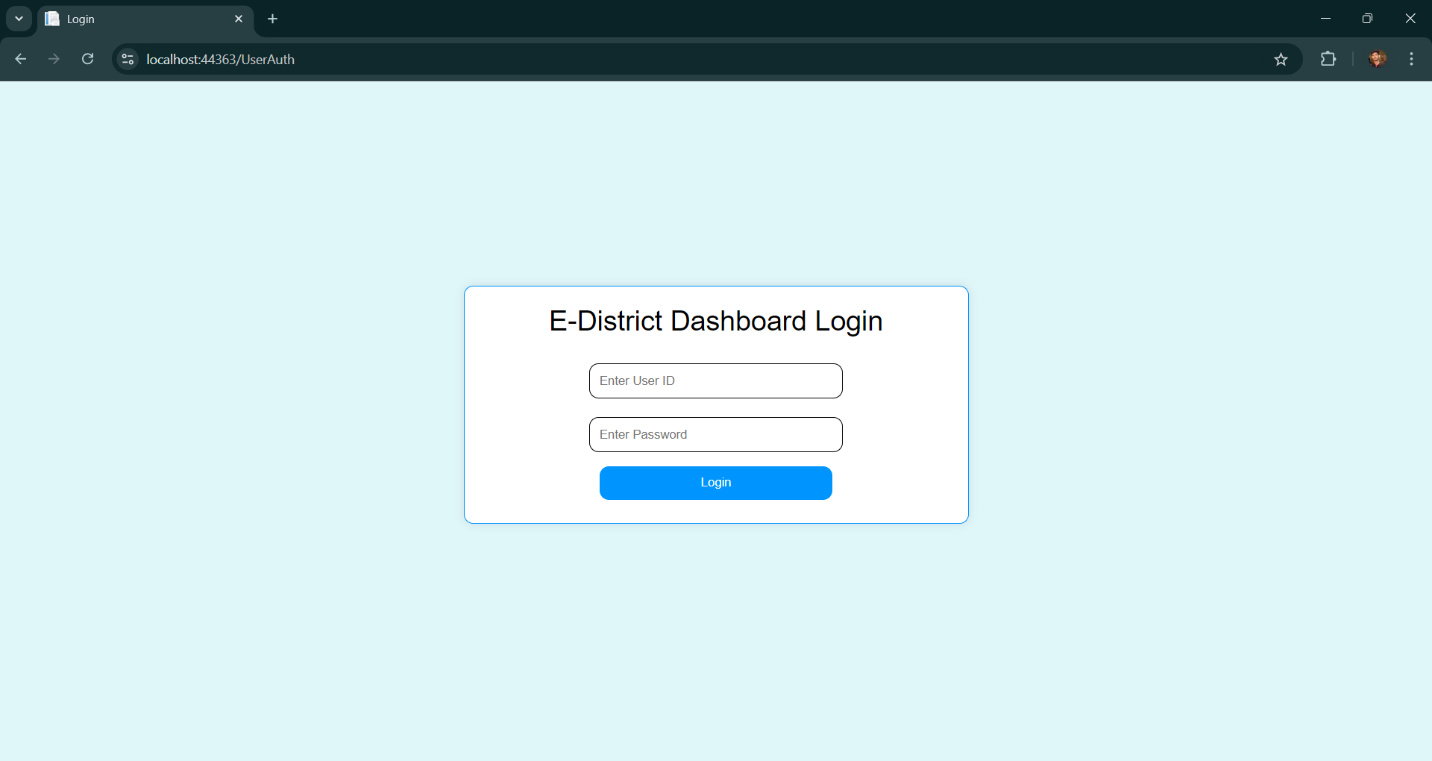 Login
localhost:44363/UserAuth
E-District Dashboard Login
Enter User ID
Enter Password
Login